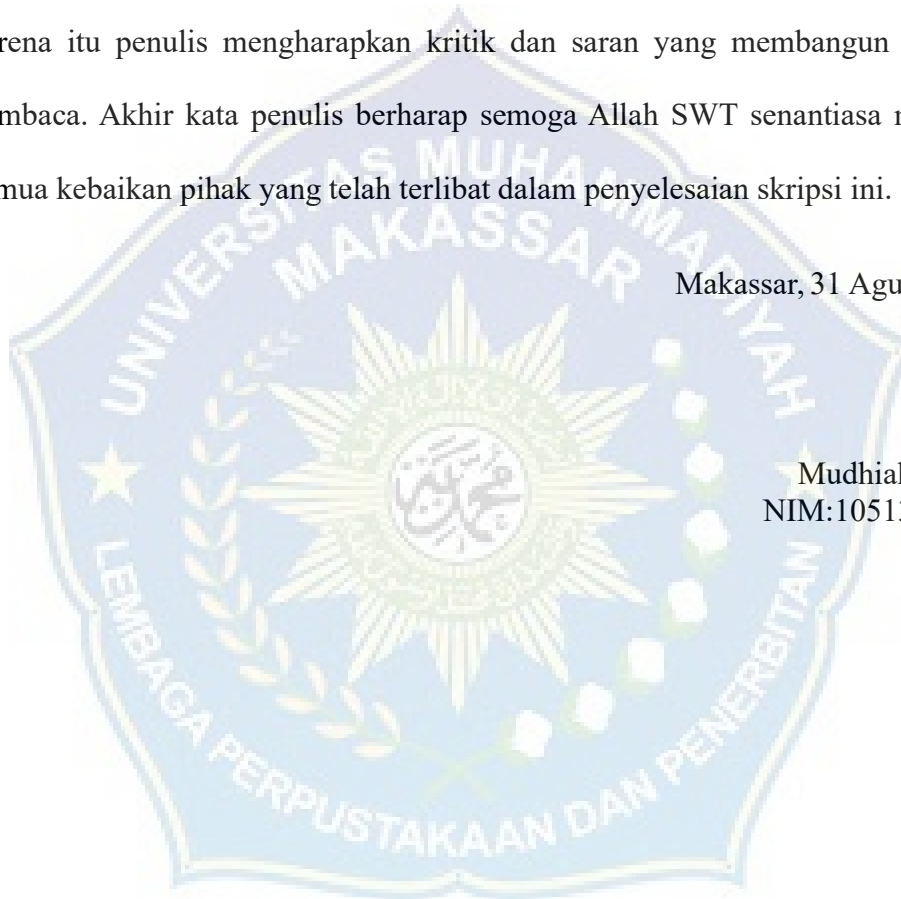 rena itu penulis mengharapkan kritik dan saran yang membangun
mbaca. Akhir kata penulis berharap semoga Allah SWT senantiasa
mua kebaikan pihak yang telah terlibat dalam penyelesaian skripsi ini.
Makassar, 31 Agu
Mudhial
NIM:10513
UNIVERSITAS MUHAMMADIYAH
MAKASSAR
LEMBAGA PERPUSTAKAAN DAN PENERBITAN